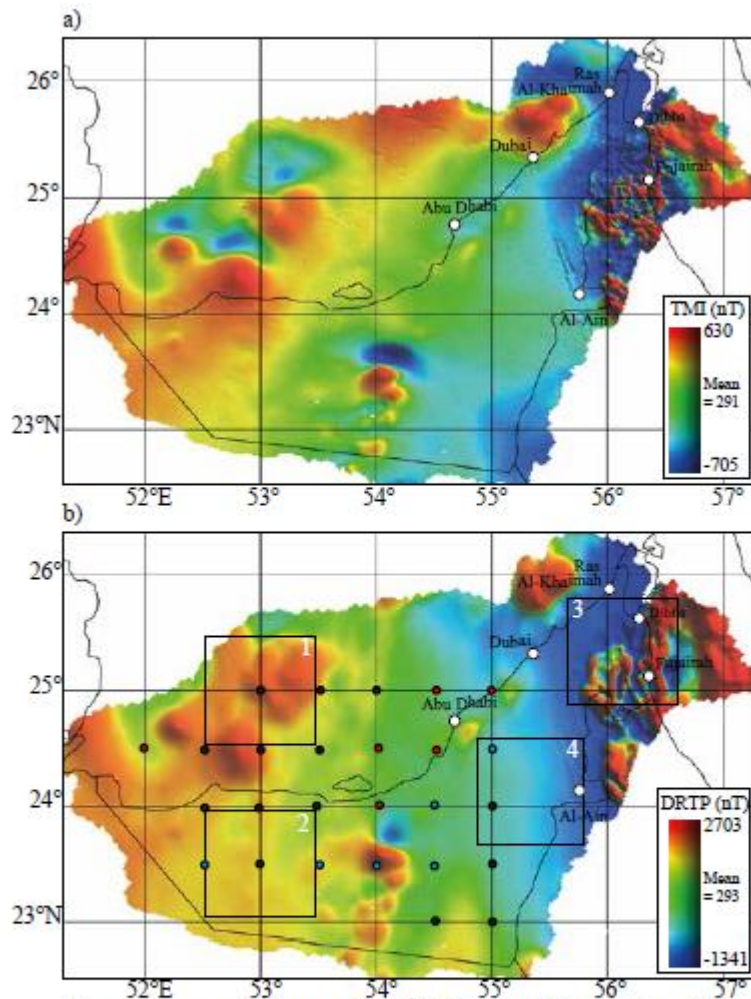 a)
26°
Ras
Al-Khaimah
Dibba
Dubai
Fujairah
25°
Abu Dhabi
24°
Al-Ain
TMI (nT)
630
Mean
= 291
-705
23°N
52°E 53° 54° 55° 56° 57°
b)
26°
Ras
Al-Khaimah
3
Dibba
1
Dubai
Fujairah
25°
Abu Dhabi
4
24°
2
Al-Ain
DRTP (nT)
2703
Mean
= 293
-1341
23°N
52°E 53° 54° 55° 56° 57°